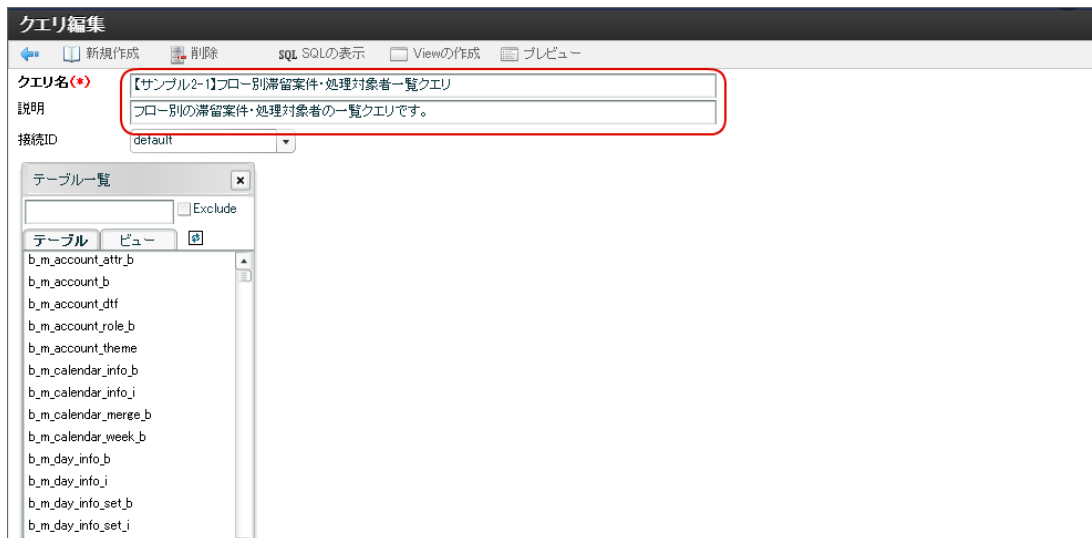 クエリ編集
新規作成 削除 SQL SQLの表示 Viewの作成 プレビュー
クエリ名(*) 【サンプル2-1】フロー別滞留案件・処理対象者一覧クエリ
説明 フロー別の滞留案件・処理対象者の一覧クエリです。
接続ID default
テーブル一覧
Exclude
テーブル ビュー
b_m_account_attr_b
b_m_account_b
b_m_account_dtf
b_m_account_role_b
b_m_account_theme
b_m_calendar_info_b
b_m_calendar_info_i
b_m_calendar_merge_b
b_m_calendar_week_b
b_m_day_info_b
b_m_day_info_i
b_m_day_info_set_b
b_m_day_info_set_i